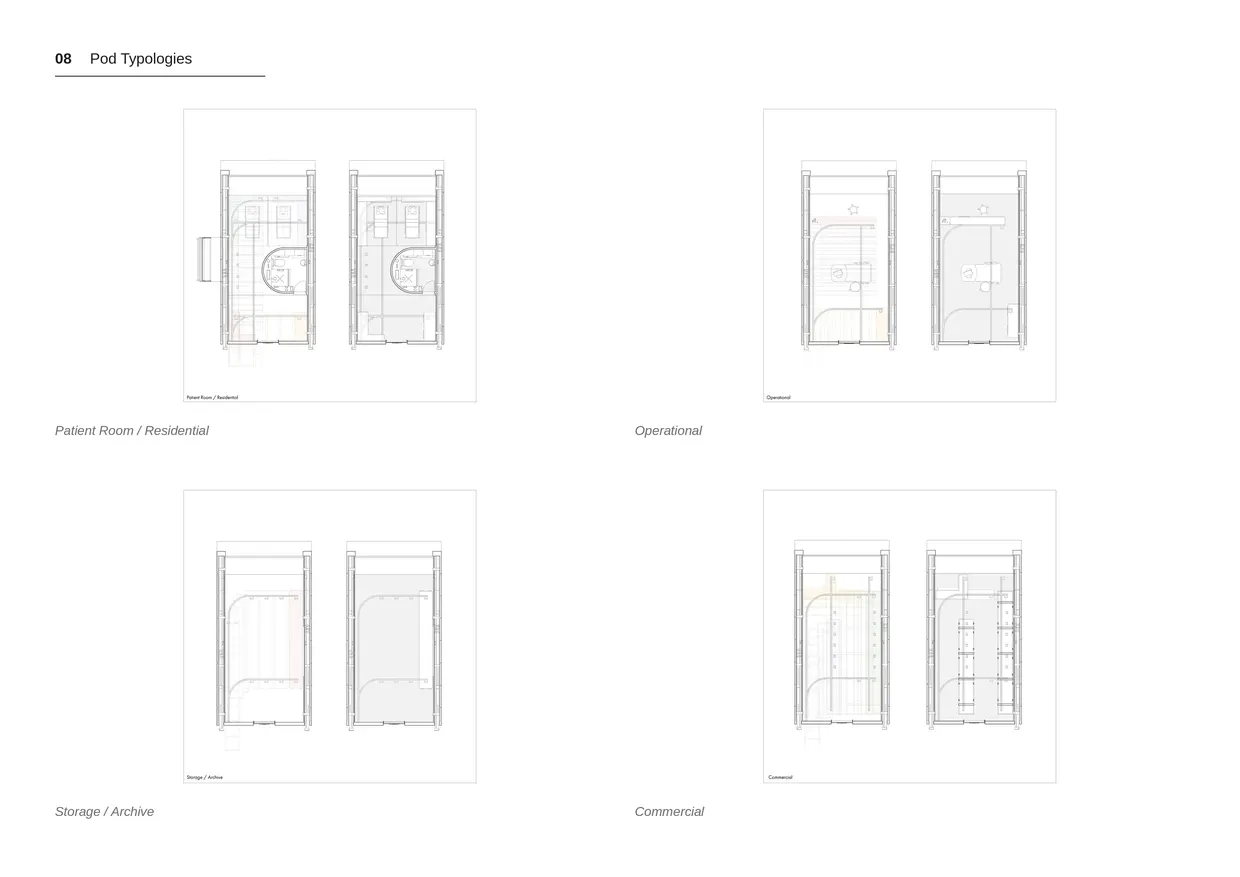 08 Pod Typologies
Patient Room / Residential
Operational
Patient Room / Residential
Operational
Storage / Archive
Commercial
Storage / Archive
Commercial